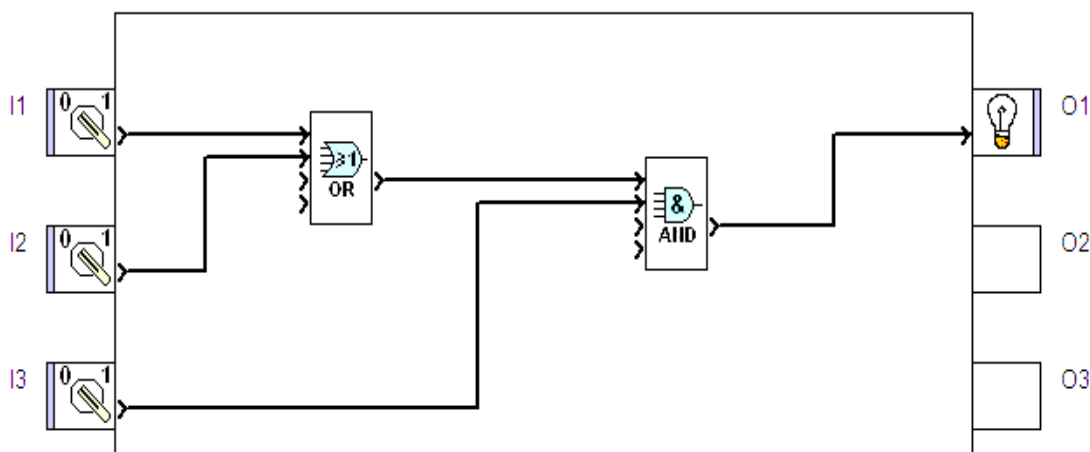 I1 0 1 O1
≥1
OR
I2 0 1 & O2
AND
I3 0 1 O3